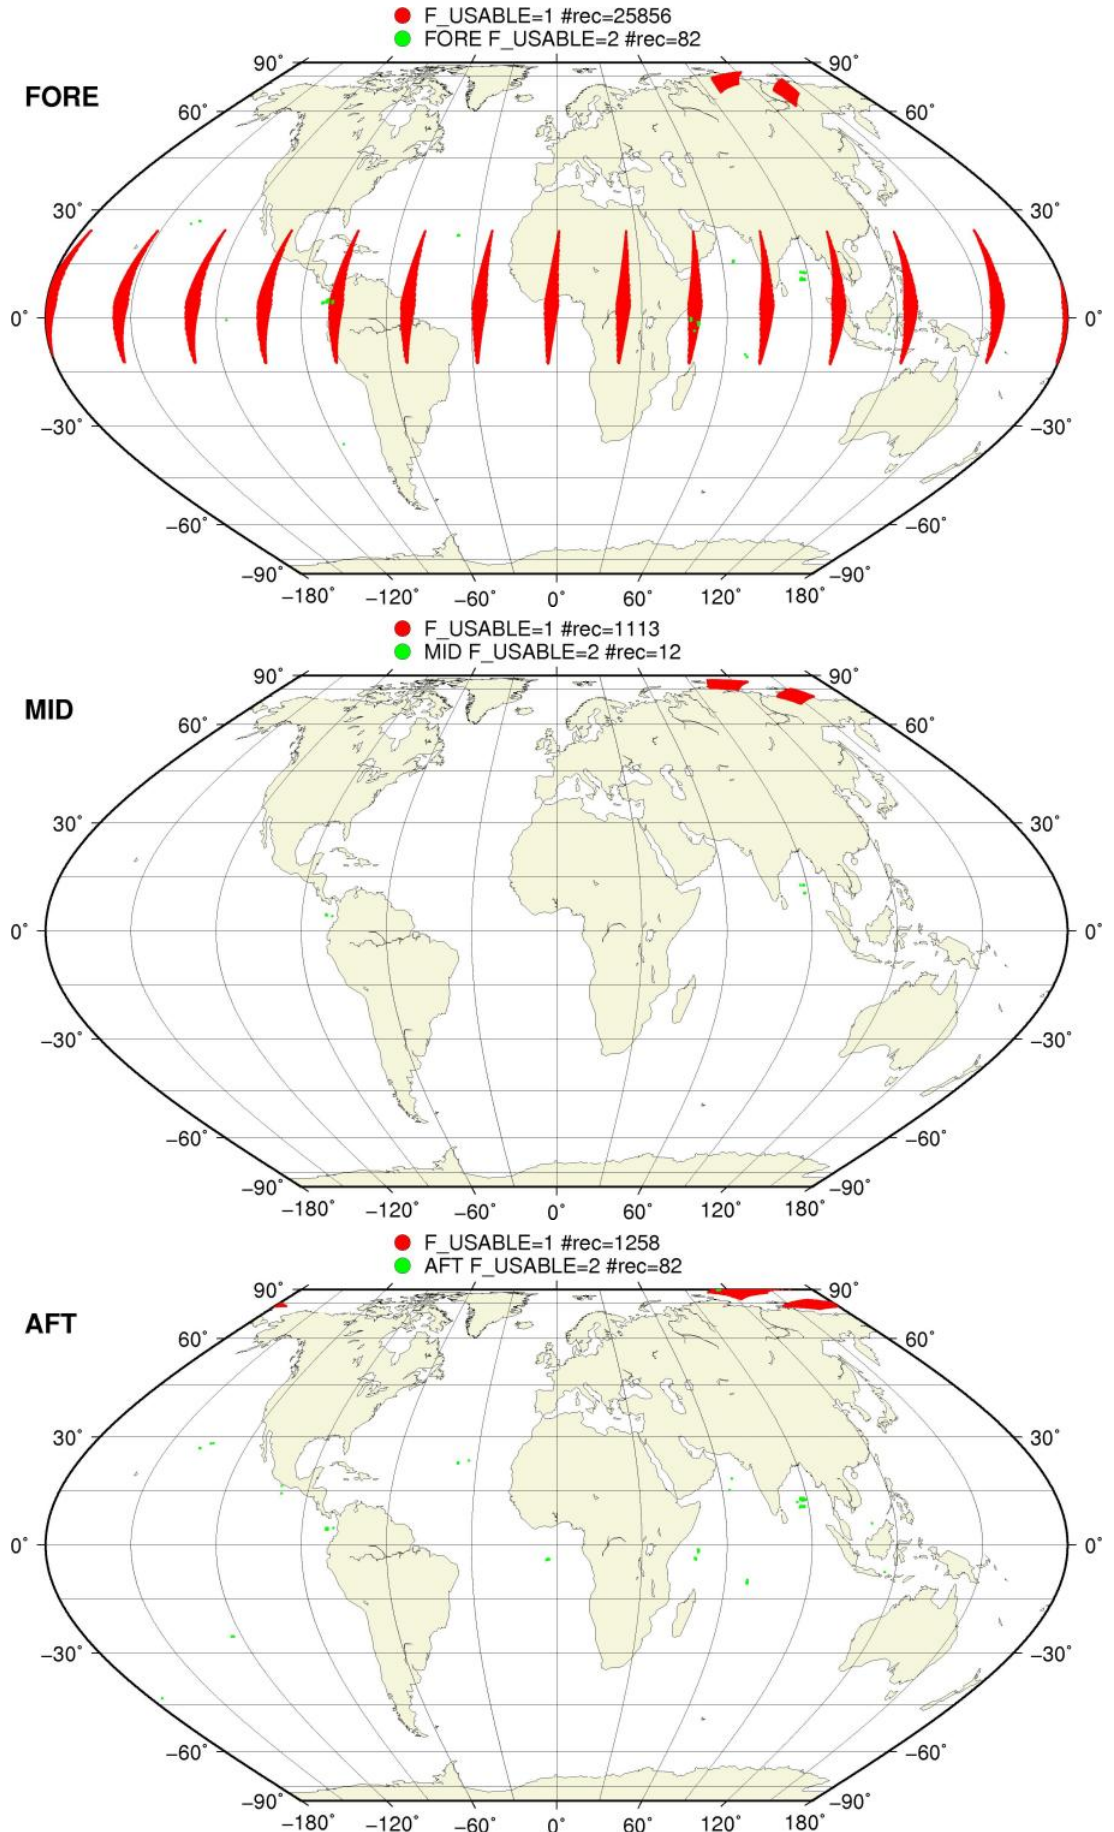 F_USABLE=1 #rec=25856
FORE F_USABLE=2 #rec=82
FORE
90° 90°
60° 60°
30° 30°
0° 0°
−30° −30°
−60° −60°
−90° −90°
−180° −120° −60° 0° 60° 120° 180°
F_USABLE=1 #rec=1113
MID F_USABLE=2 #rec=12
MID
90° 90°
60° 60°
30° 30°
0° 0°
−30° −30°
−60° −60°
−90° −90°
−180° −120° −60° 0° 60° 120° 180°
F_USABLE=1 #rec=1258
AFT F_USABLE=2 #rec=82
AFT
90° 90°
60° 60°
30° 30°
0° 0°
−30° −30°
−60° −60°
−90° −90°
−180° −120° −60° 0° 60° 120° 180°